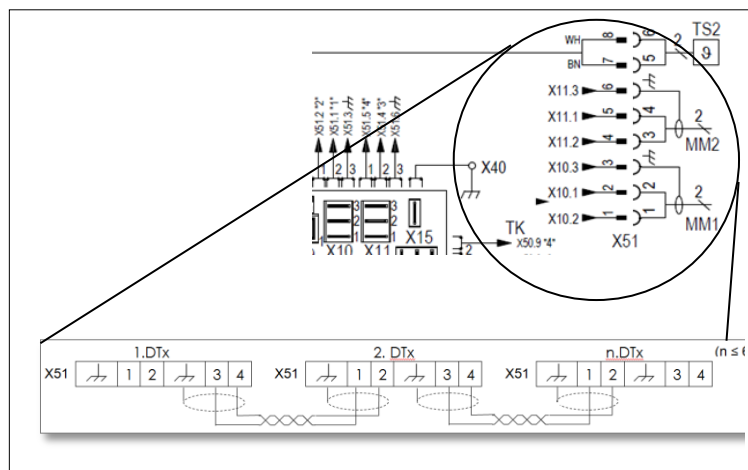 TS2
WH 8 6 2 ϑ
BN 7 5
X11.3 6
X11.1 5 4 2
X11.2 4 3 MM2
X10.3 3
X10.1 2 2 2
X10.2 1 1 MM1
X51
X51.2 "2"
X51.1 "1"
X51.3
X51.5 "4"
X51.4 "3"
X51.6
1 2 3 1 2 3
X40
3 3
2 2
1 1 1
X10 X11 X15
TK
2 X50.9 "4"
1.DTx 2. DTx n.DTx (n ≤ 6
X51 1 2 3 4 X51 1 2 3 4 X51 1 2 3 4